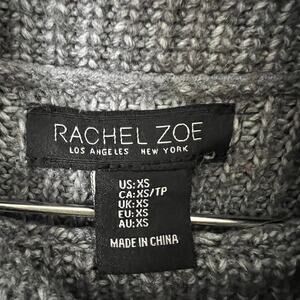 RACHEL ZOE
LOS ANGELES NEW YORK
US: XS
CA: XS/TP
UK: XS
EU: XS
AU: XS
MADE IN CHINA